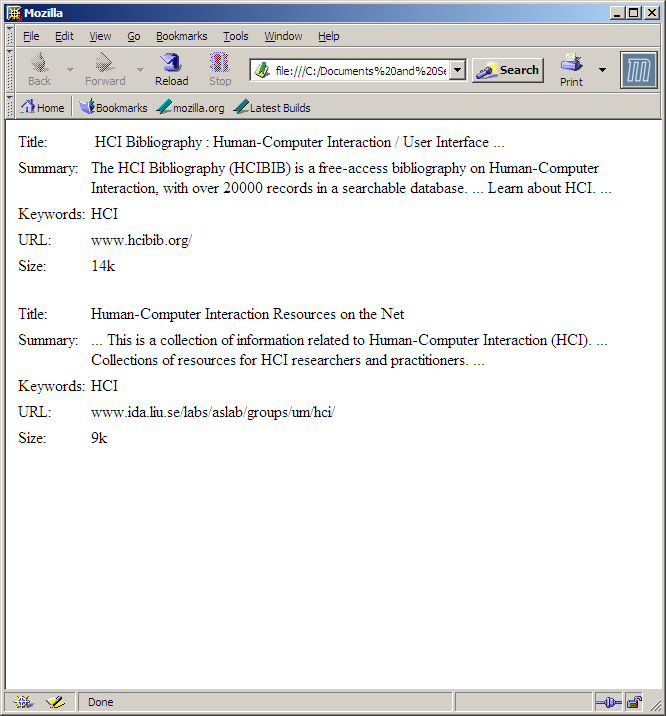 Mozilla
File Edit View Go Bookmarks Tools Window Help
Back Forward Reload Stop file:///C:/Documents%20and%20Se Search Print
Home Bookmarks mozilla.org Latest Builds
Title: HCI Bibliography : Human-Computer Interaction / User Interface ...
Summary: The HCI Bibliography (HCIBIB) is a free-access bibliography on Human-Computer
Interaction, with over 20000 records in a searchable database. ... Learn about HCI. ...
Keywords: HCI
URL: www.hcibib.org/
Size: 14k
Title: Human-Computer Interaction Resources on the Net
Summary: ... This is a collection of information related to Human-Computer Interaction (HCI). ...
Collections of resources for HCI researchers and practitioners. ...
Keywords: HCI
URL: www.ida.liu.se/labs/aslab/groups/um/hci/
Size: 9k
Done